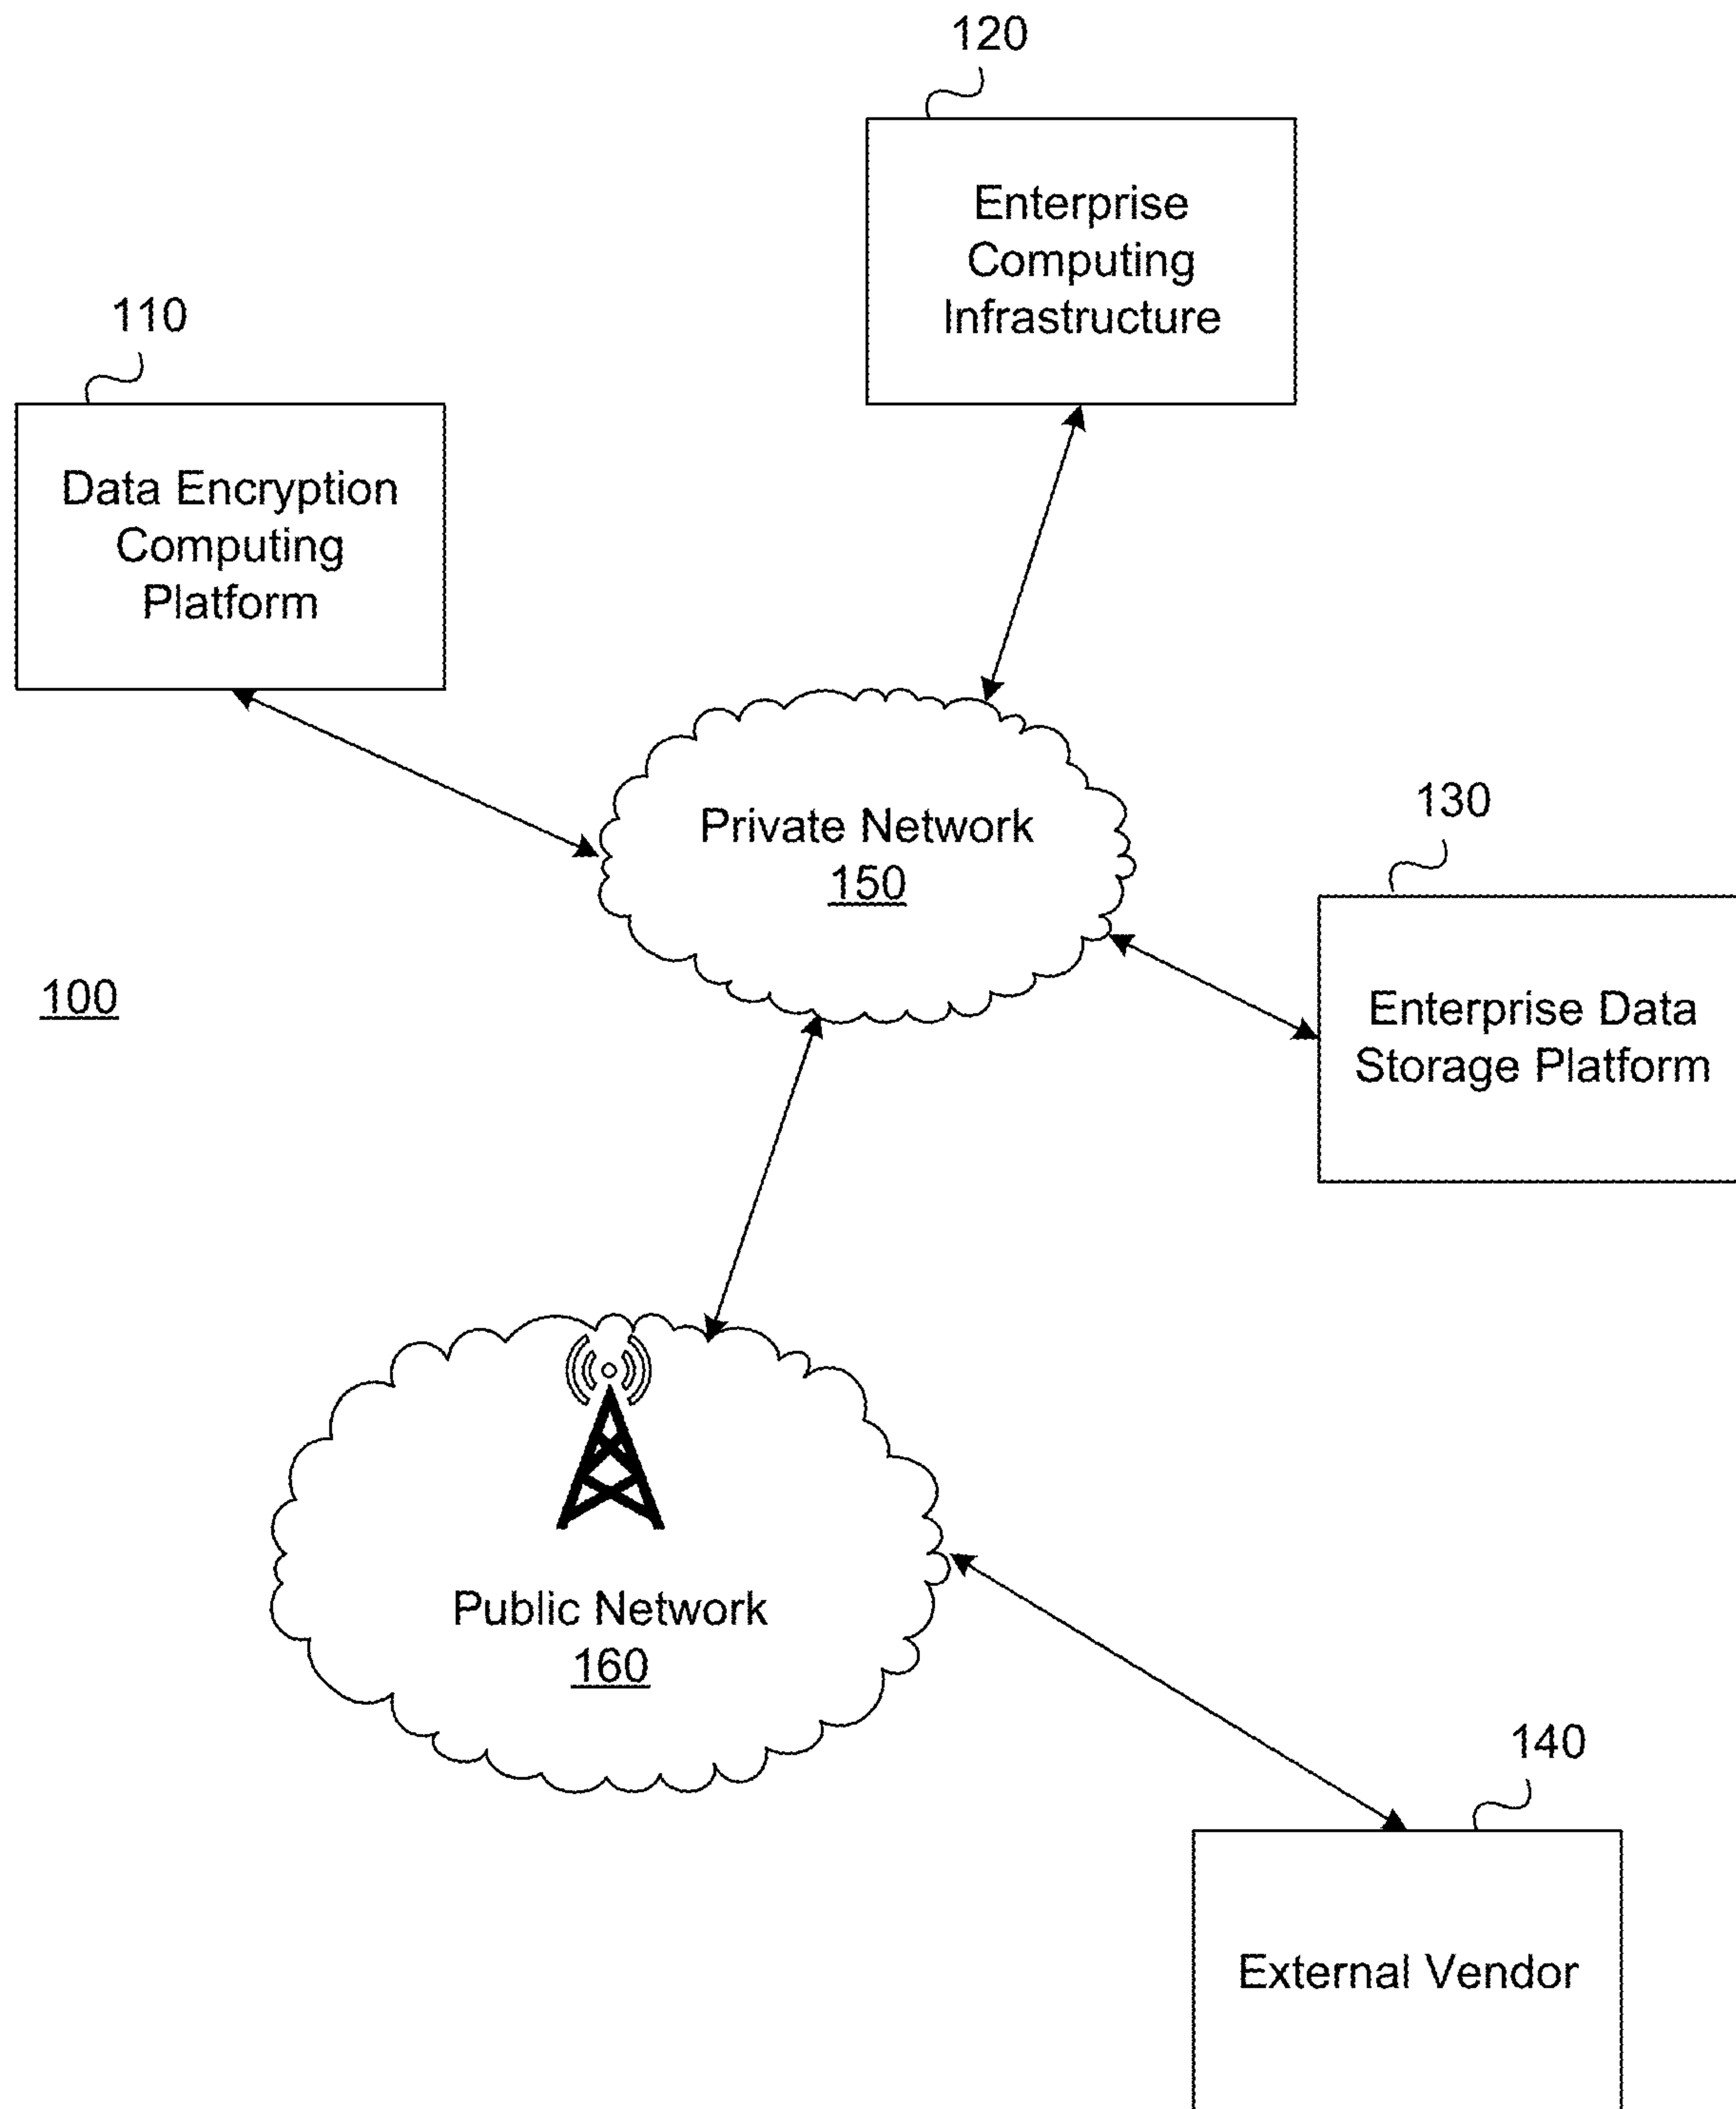 120
Enterprise
Computing
Infrastructure
110
Data Encryption
Computing
Platform
Private Network
150
130
Enterprise Data
Storage Platform
100
Public Network
160
140
External Vendor